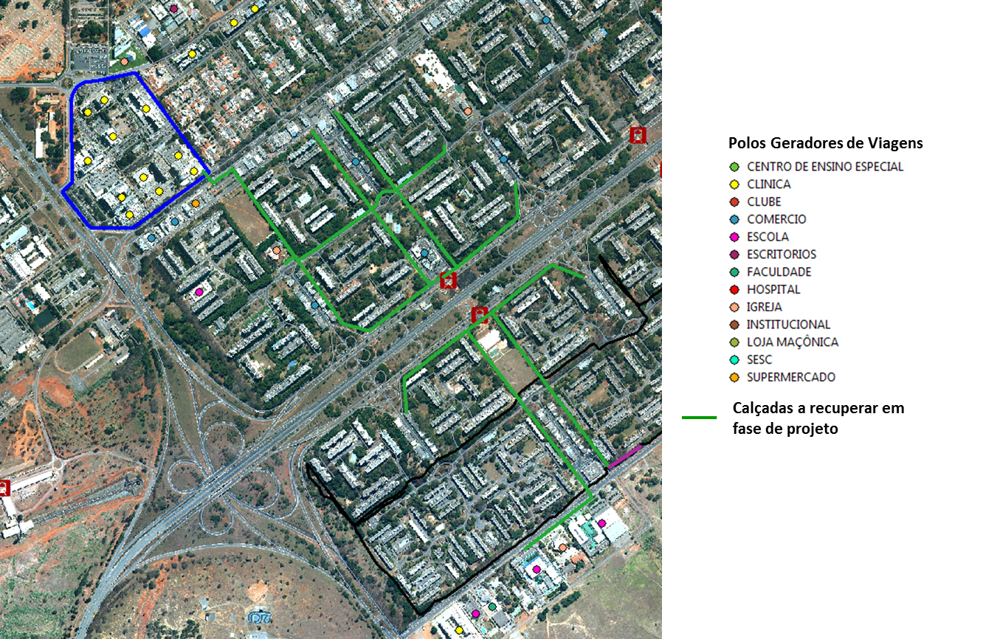 Polos Geradores de Viagens
CENTRO DE ENSINO ESPECIAL
CLINICA
CLUBE
COMERCIO
ESCOLA
ESCRITORIOS
FACULDADE
HOSPITAL
IGREJA
INSTITUCIONAL
LOJA MAÇÔNICA
SESC
SUPERMERCADO
Calçadas a recuperar em
fase de projeto